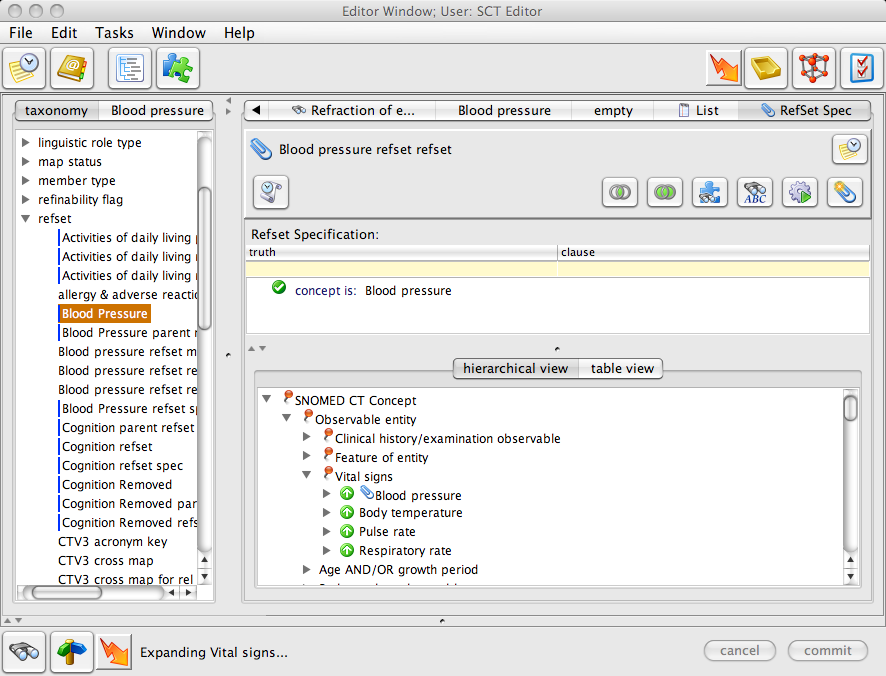 Editor Window; User: SCT Editor
File Edit Tasks Window Help
taxonomy Blood pressure
Refraction of e... Blood pressure empty List RefSet Spec
linguistic role type
map status
member type
refinability flag
refset
Activities of daily living
Activities of daily living
Activities of daily living
allergy & adverse reactic
Blood Pressure
Blood Pressure parent
Blood pressure refset m
Blood pressure refset re
Blood pressure refset re
Blood Pressure refset sp
Cognition parent refset
Cognition refset
Cognition refset spec
Cognition Removed
Cognition Removed par
Cognition Removed refs
CTV3 acronym key
CTV3 cross map
CTV3 cross map for rel
Blood pressure refset refset
ABC
Refset Specification:
truth clause
concept is: Blood pressure
hierarchical view table view
SNOMED CT Concept
Observable entity
Clinical history/examination observable
Feature of entity
Vital signs
Blood pressure
Body temperature
Pulse rate
Respiratory rate
Age AND/OR growth period
Expanding Vital signs...
cancel commit